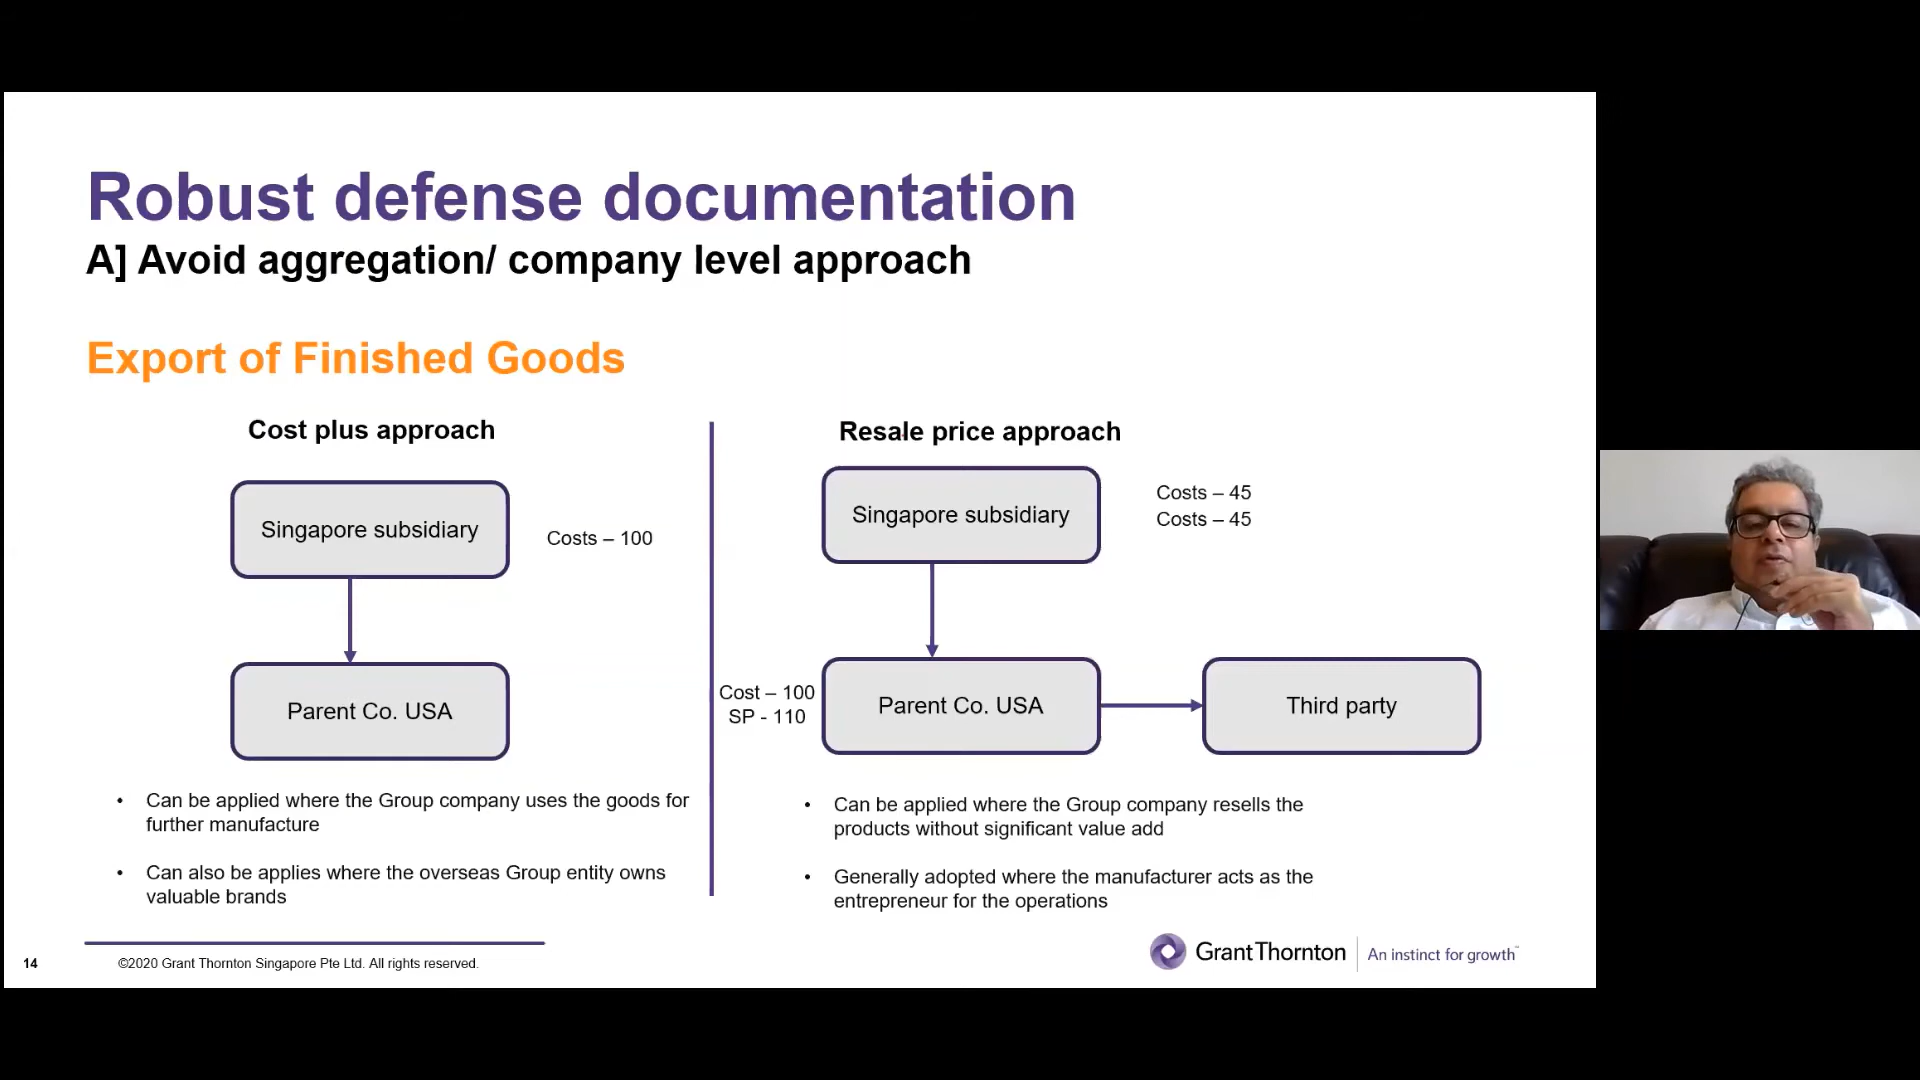 Robust defense documentation
A] Avoid aggregation/ company level approach
Export of Finished Goods
Cost plus approach
Singapore subsidiary
Costs – 100
Parent Co. USA
• Can be applied where the Group company uses the goods for
further manufacture
• Can also be applies where the overseas Group entity owns
valuable brands
Resale price approach
Singapore subsidiary
Costs – 45
Costs – 45
Cost – 100
SP - 110
Parent Co. USA
Third party
• Can be applied where the Group company resells the
products without significant value add
• Generally adopted where the manufacturer acts as the
entrepreneur for the operations
14
©2020 Grant Thornton Singapore Pte Ltd. All rights reserved.
Grant Thornton
An instinct for growth™